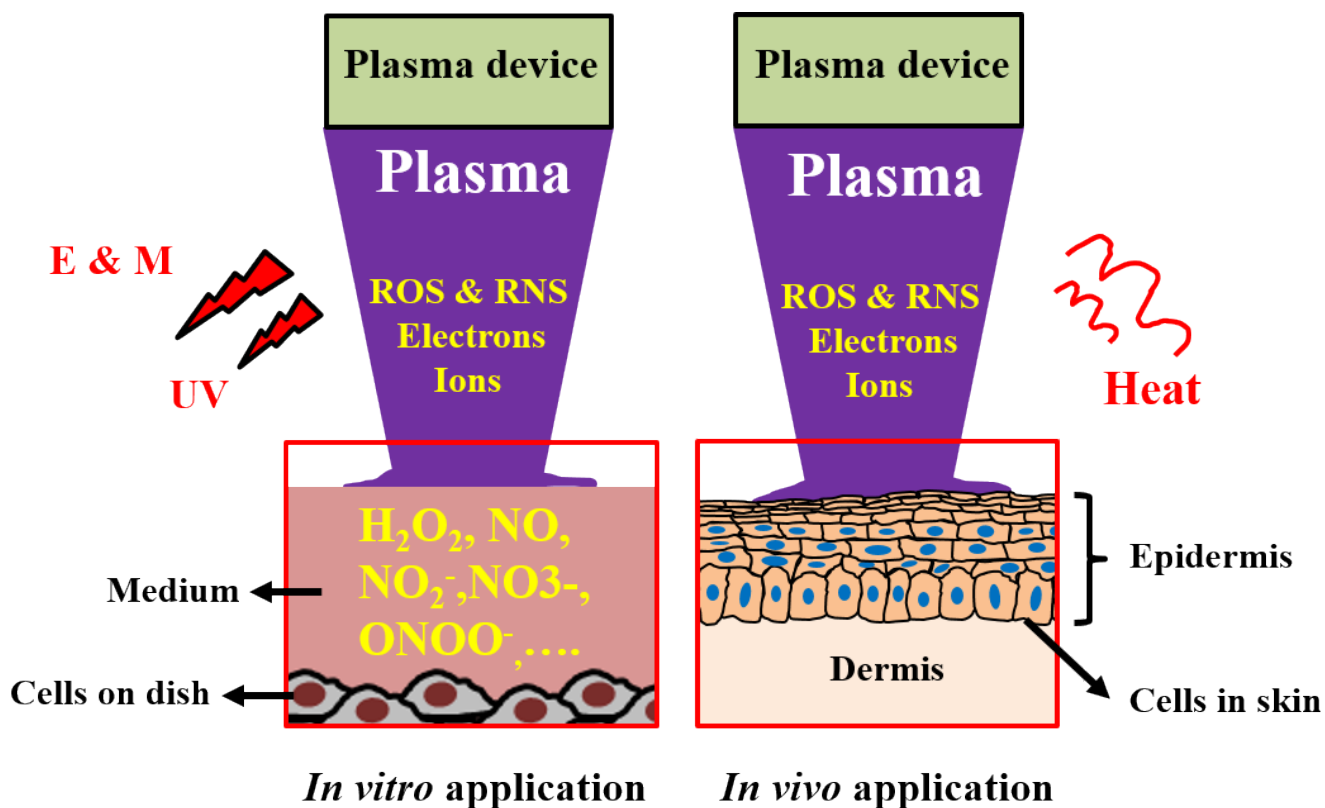 Plasma device
Plasma
ROS & RNS
Electrons
Ions
E & M
UV
H₂O₂, NO,
NO₂⁻,NO3-,
ONOO⁻,....
Medium
Cells on dish
In vitro application
Plasma device
Plasma
ROS & RNS
Electrons
Ions
Heat
Epidermis
Dermis
Cells in skin
In vivo application